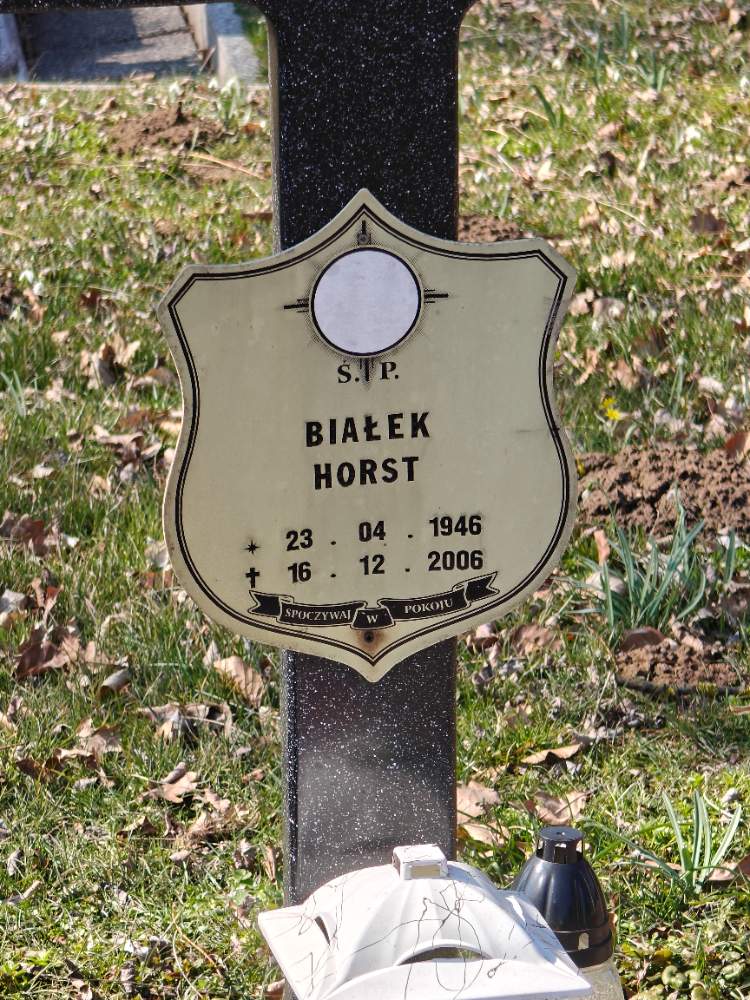 Ś. P.
BIAŁEK
HORST
✶ 23 . 04 . 1946
✝ 16 . 12 . 2006
SPOCZYWAJ W POKOJU